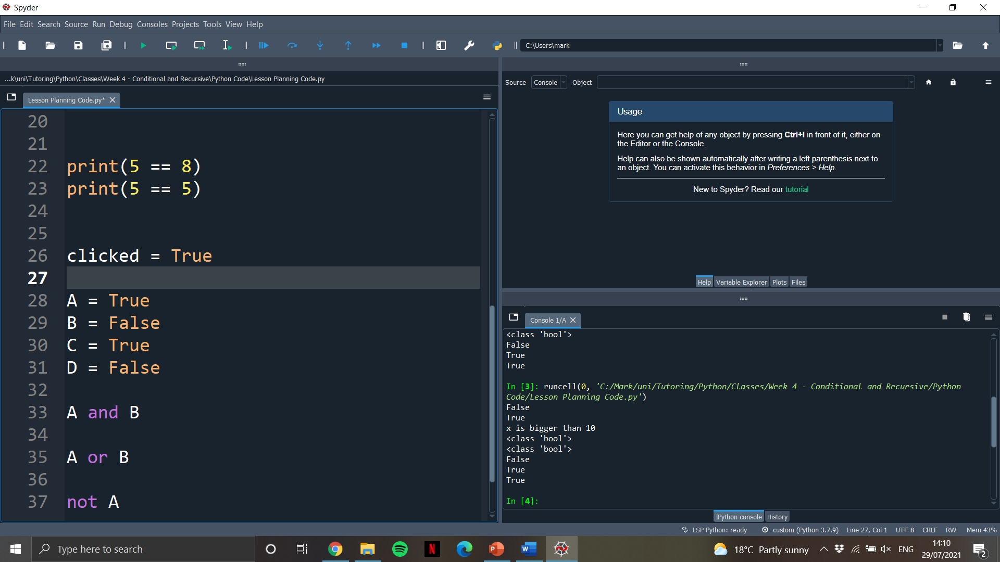 Spyder
File Edit Search Source Run Debug Consoles Projects Tools View Help
C:\Users\mark
...k\uni\Tutoring\Python\Classes\Week 4 - Conditional and Recursive\Python Code\Lesson Planning Code.py
Lesson Planning Code.py*
20
21
22 print(5 == 8)
23 print(5 == 5)
24
25
26 clicked = True
27
28 A = True
29 B = False
30 C = True
31 D = False
32
33 A and B
34
35 A or B
36
37 not A
Source Console Object
Usage
Here you can get help of any object by pressing Ctrl+I in front of it, either on
the Editor or the Console.
Help can also be shown automatically after writing a left parenthesis next to
an object. You can activate this behavior in Preferences > Help.
New to Spyder? Read our tutorial
Help Variable Explorer Plots Files
Console 1/A
<class 'bool'>
False
True
True
In [3]: runcell(0, 'C:/Mark/uni/Tutoring/Python/Classes/Week 4 - Conditional and Recursive/Python
Code/Lesson Planning Code.py')
False
True
x is bigger than 10
<class 'bool'>
<class 'bool'>
False
True
True
In [4]:
IPython console History
LSP Python: ready custom (Python 3.7.9) Line 27, Col 1 UTF-8 CRLF RW Mem 43%
Type here to search
18°C Partly sunny ENG
14:10
29/07/2021
2